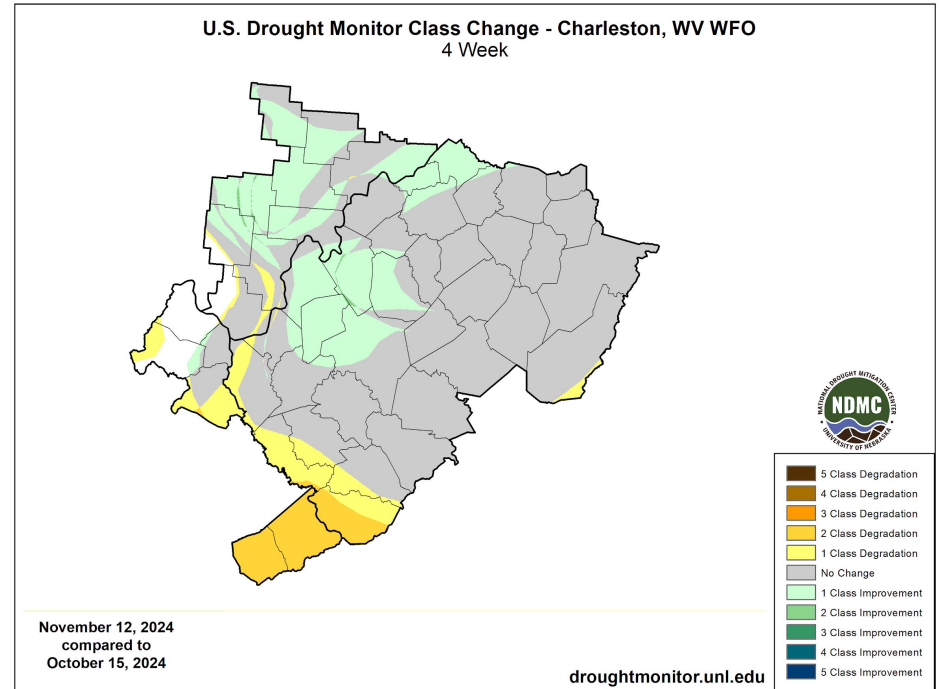 U.S. Drought Monitor Class Change - Charleston, WV WFO
4 Week
NATIONAL DROUGHT MITIGATION CENTER
NDMC
UNIVERSITY OF NEBRASKA
5 Class Degradation
4 Class Degradation
3 Class Degradation
2 Class Degradation
1 Class Degradation
No Change
1 Class Improvement
2 Class Improvement
3 Class Improvement
4 Class Improvement
5 Class Improvement
November 12, 2024
compared to
October 15, 2024
droughtmonitor.unl.edu